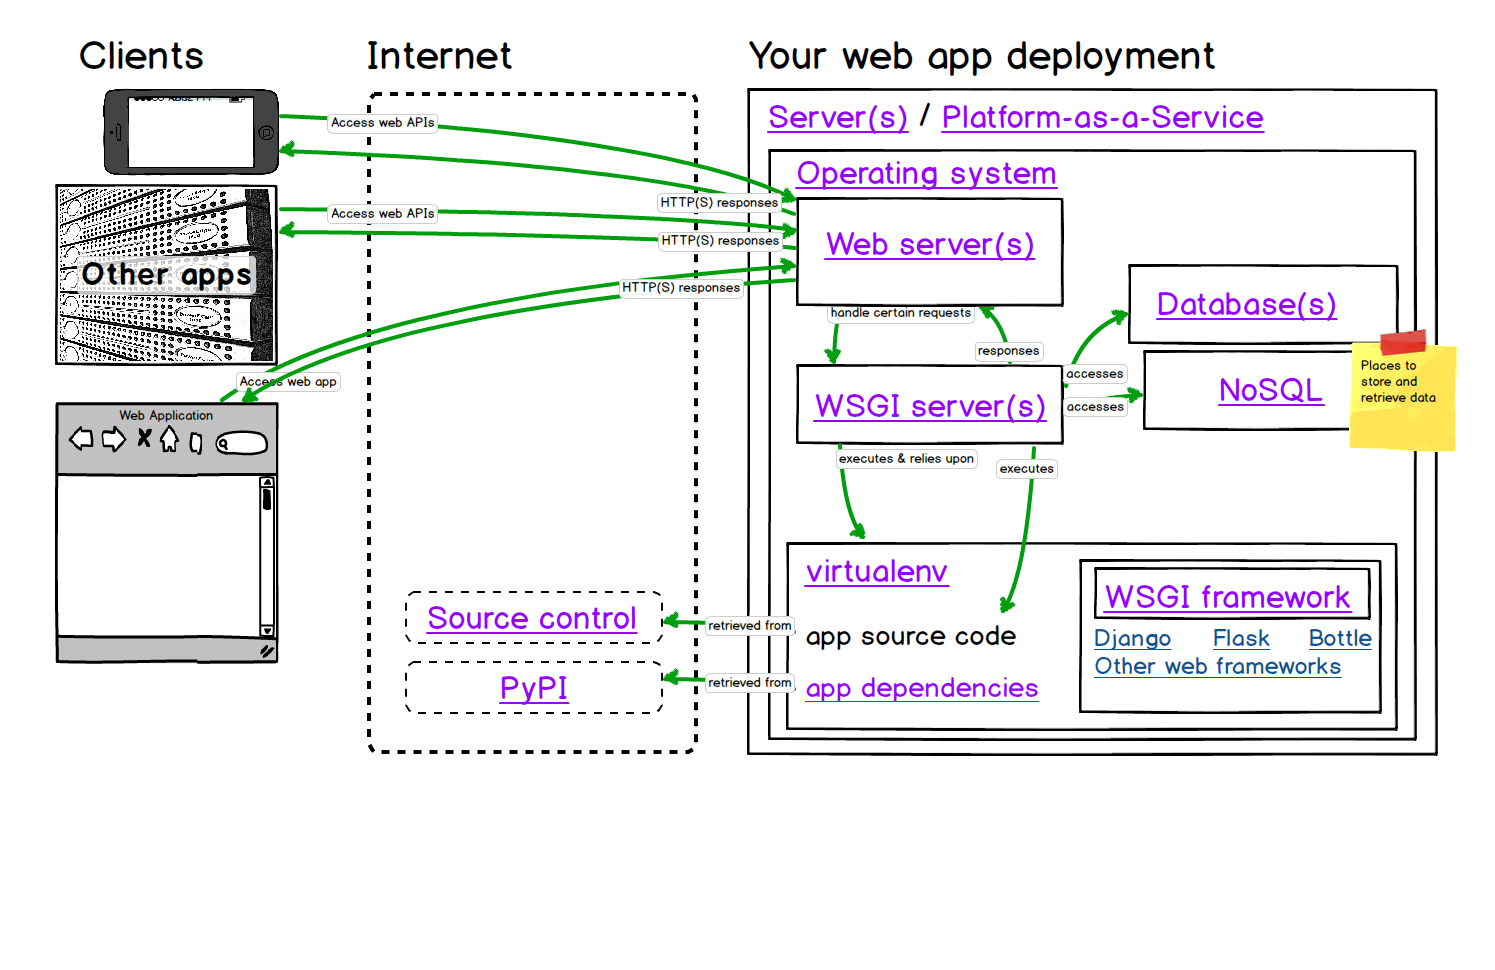 Clients
Internet
Your web app deployment
Access web APIs
HTTP(S) responses
Access web APIs
HTTP(S) responses
Other apps
HTTP(S) responses
Access web app
Web Application
Source control
PyPI
retrieved from
retrieved from
Server(s) / Platform-as-a-Service
Operating system
Web server(s)
handle certain requests
responses
WSGI server(s)
accesses
accesses
Database(s)
NoSQL
Places to
store and
retrieve data
executes & relies upon
executes
virtualenv
app source code
app dependencies
WSGI framework
Django Flask Bottle
Other web frameworks